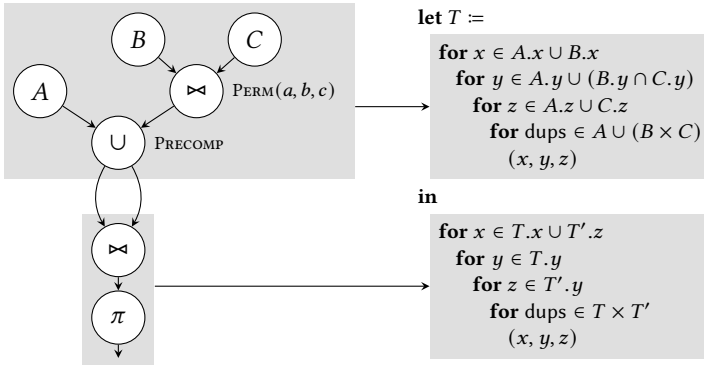 B
C
⋈
PERM(a, b, c)
A
∪
PRECOMP
⋈
π
let T :=
for x ∈ A.x ∪ B.x
for y ∈ A.y ∪ (B.y ∩ C.y)
for z ∈ A.z ∪ C.z
for dups ∈ A ∪ (B × C)
(x, y, z)
in
for x ∈ T.x ∪ T′.z
for y ∈ T.y
for z ∈ T′.y
for dups ∈ T × T′
(x, y, z)